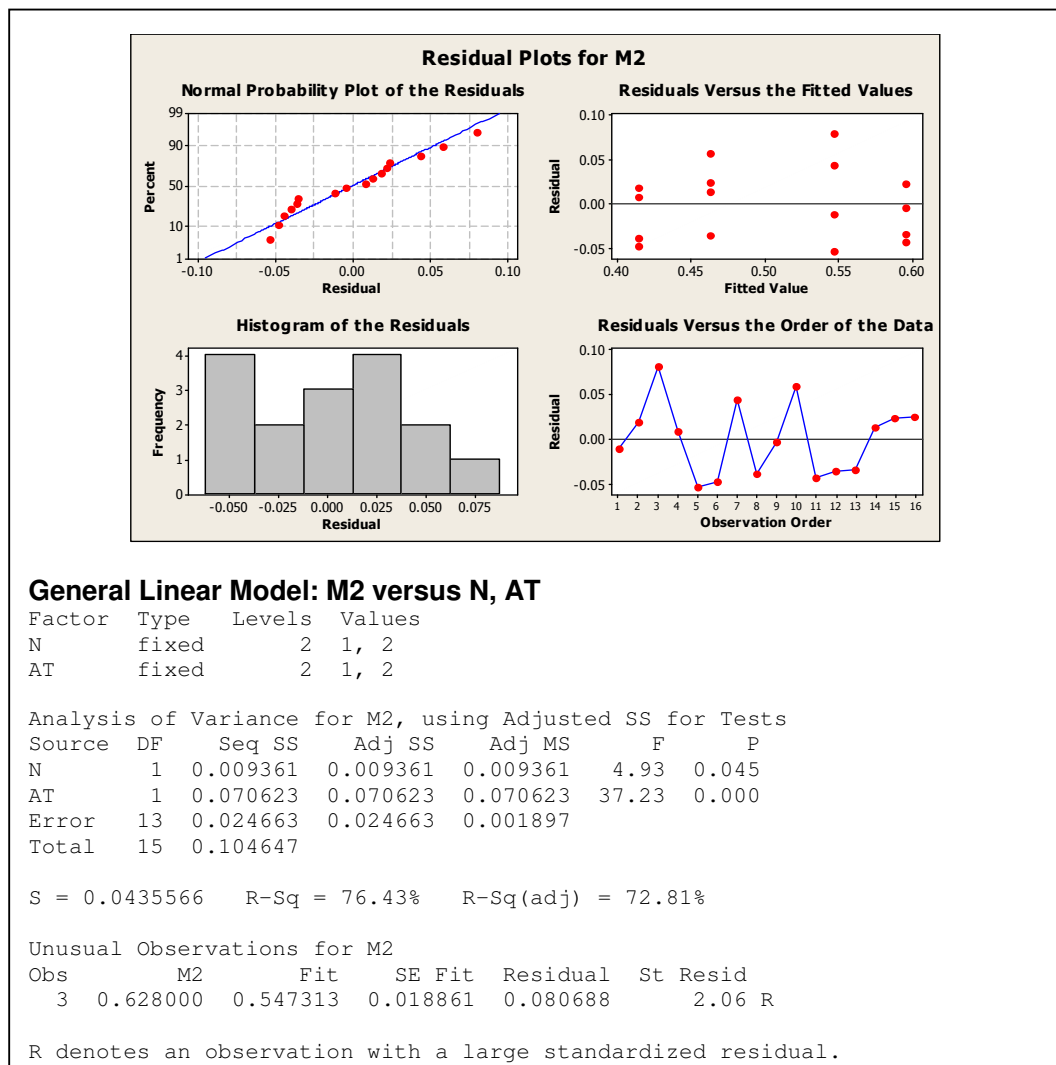 Residual Plots for M2
Normal Probability Plot of the Residuals
99
90
50
10
1
Percent
-0.10 -0.05 0.00 0.05 0.10
Residual
Residuals Versus the Fitted Values
0.10
0.05
0.00
-0.05
Residual
0.40 0.45 0.50 0.55 0.60
Fitted Value
Histogram of the Residuals
4
3
2
1
0
Frequency
-0.050 -0.025 0.000 0.025 0.050 0.075
Residual
Residuals Versus the Order of the Data
0.10
0.05
0.00
-0.05
Residual
1 2 3 4 5 6 7 8 9 10 11 12 13 14 15 16
Observation Order
General Linear Model: M2 versus N, AT
Factor Type Levels Values
N fixed 2 1, 2
AT fixed 2 1, 2
Analysis of Variance for M2, using Adjusted SS for Tests
Source DF Seq SS Adj SS Adj MS F P
N 1 0.009361 0.009361 0.009361 4.93 0.045
AT 1 0.070623 0.070623 0.070623 37.23 0.000
Error 13 0.024663 0.024663 0.001897
Total 15 0.104647
S = 0.0435566 R-Sq = 76.43% R-Sq(adj) = 72.81%
Unusual Observations for M2
Obs M2 Fit SE Fit Residual St Resid
3 0.628000 0.547313 0.018861 0.080688 2.06 R
R denotes an observation with a large standardized residual.